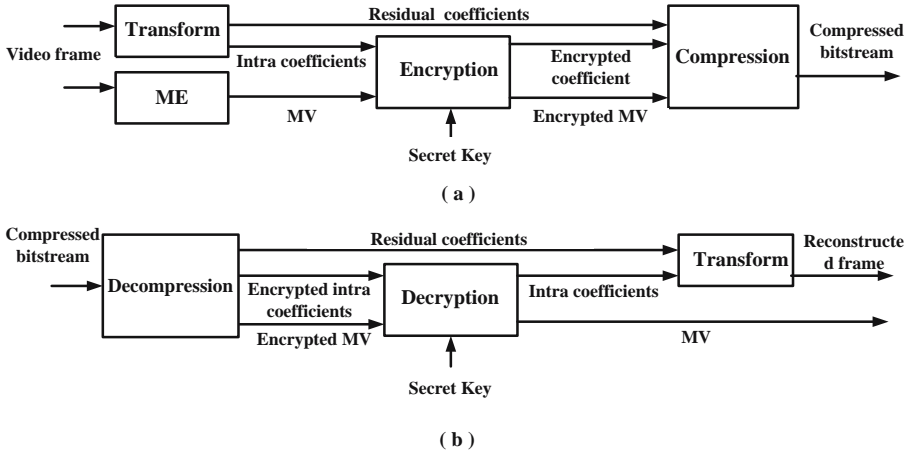 Residual coefficients
Transform
Video frame
Intra coefficients
Encryption
Encrypted
coefficient
Compression
Compressed
bitstream
ME
MV
Encrypted MV
Secret Key
( a )
Compressed
bitstream
Residual coefficients
Reconstructe
d frame
Transform
Decompression
Encrypted intra
coefficients
Decryption
Intra coefficients
Encrypted MV
MV
Secret Key
( b )